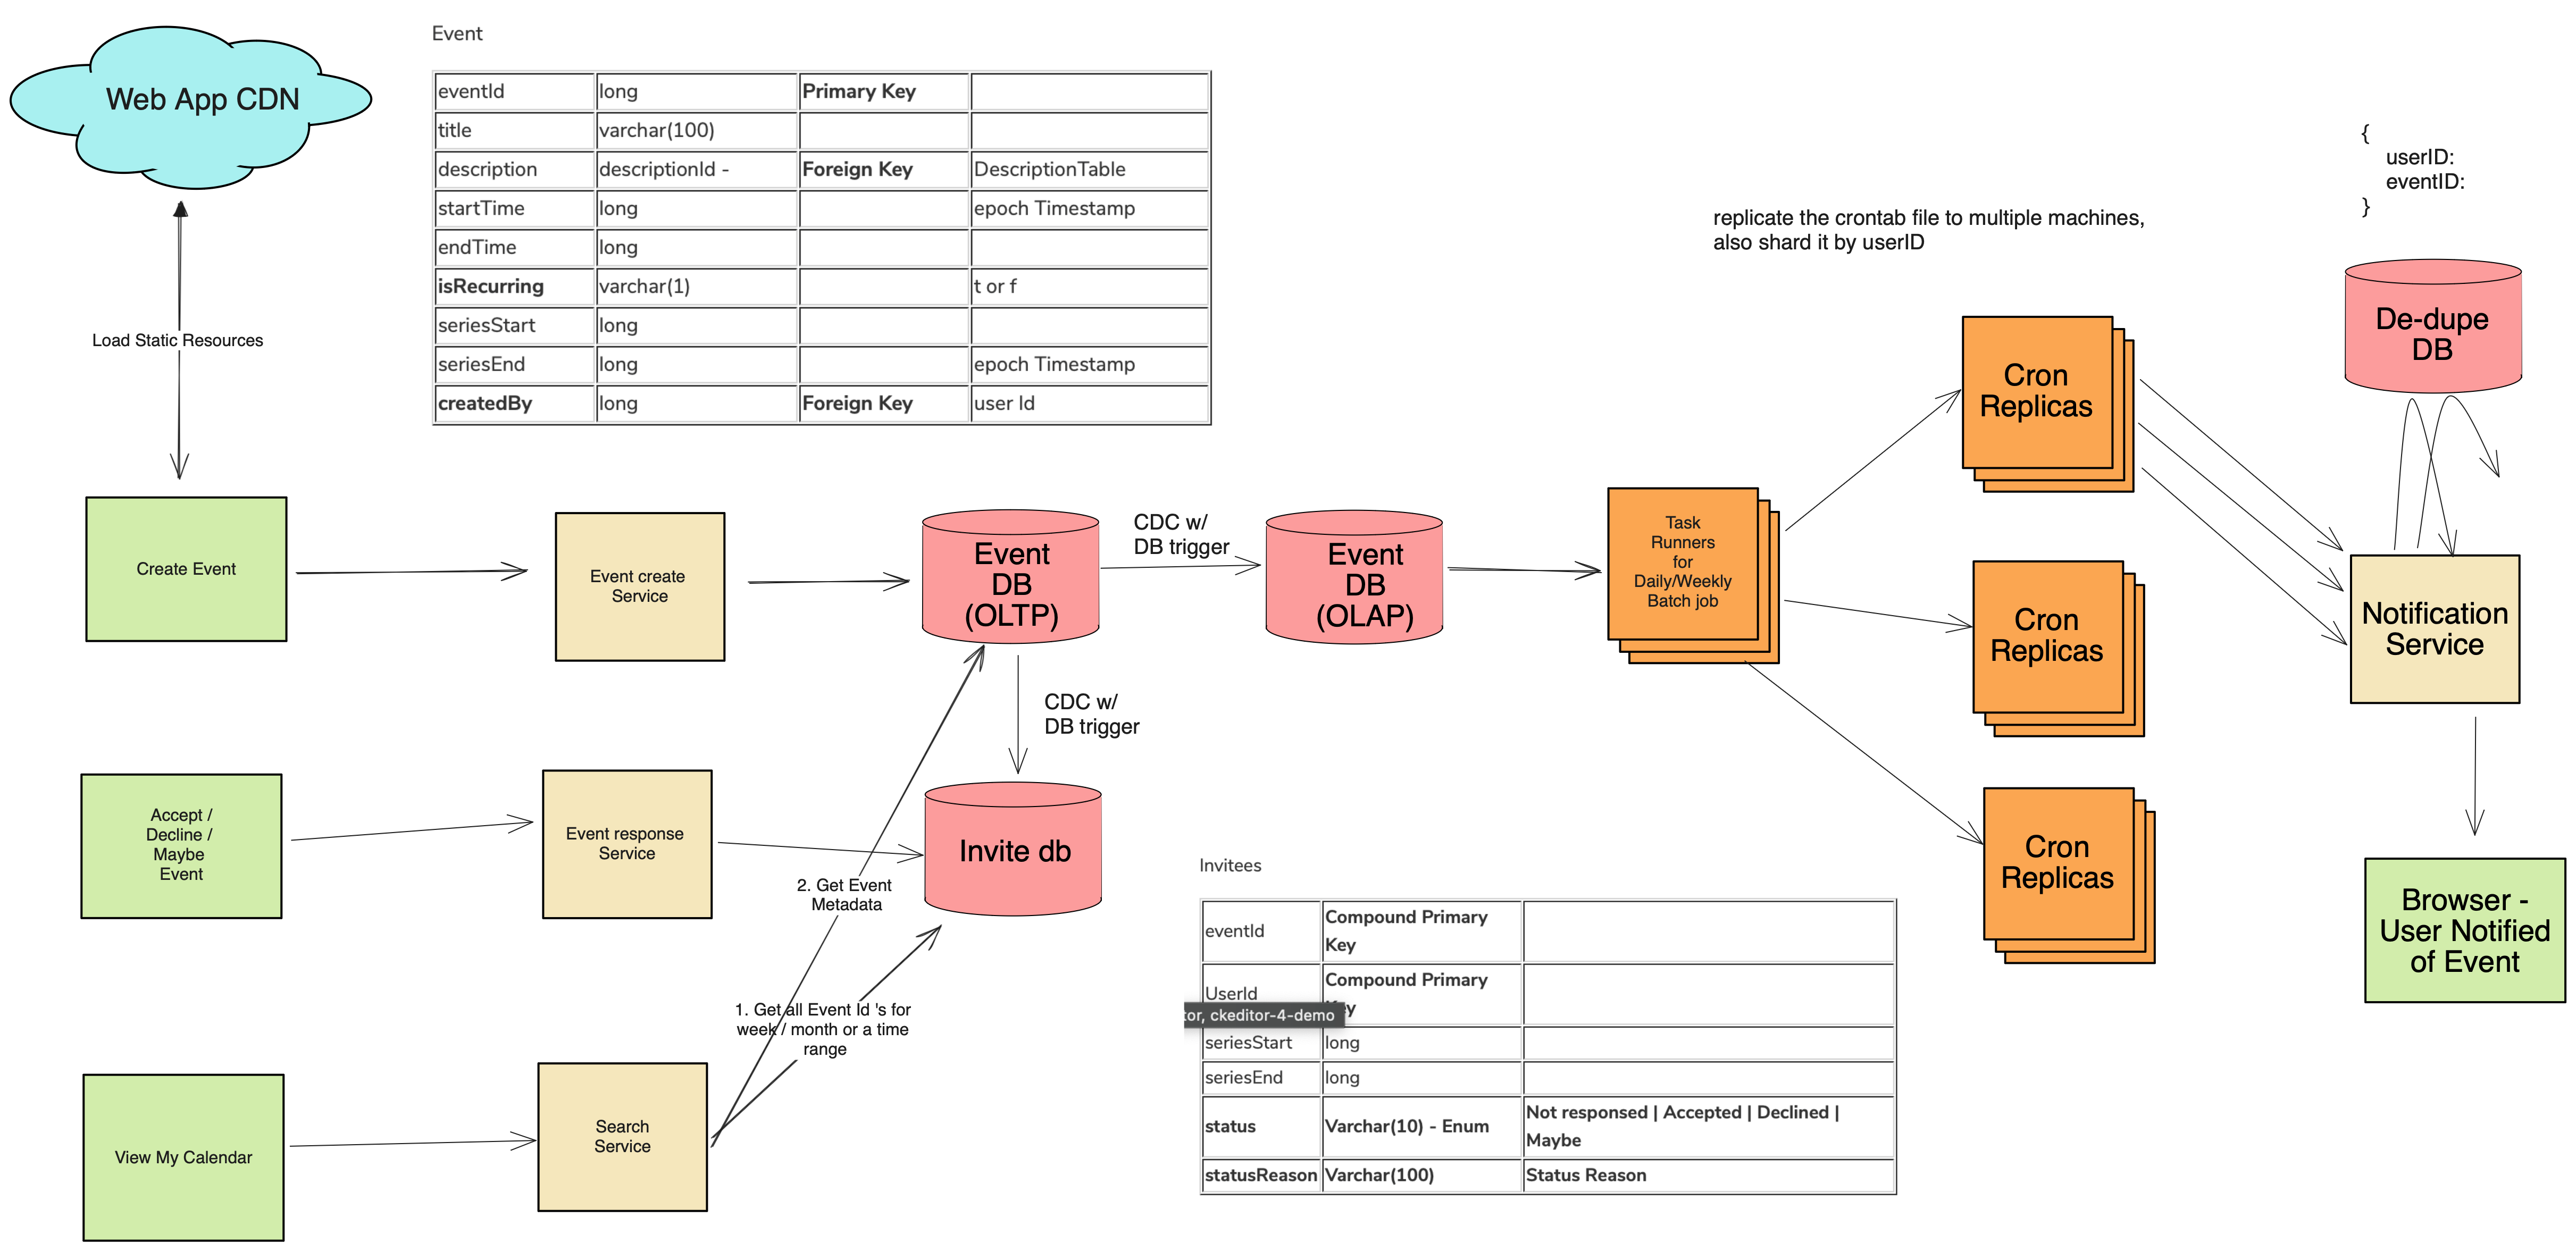 Web App CDN
Load Static Resources
Event
eventId long Primary Key
title varchar(100)
description descriptionId - Foreign Key DescriptionTable
startTime long epoch Timestamp
endTime long
isRecurring varchar(1) t or f
seriesStart long
seriesEnd long epoch Timestamp
createdBy long Foreign Key user Id
replicate the crontab file to multiple machines,
also shard it by userID
{
userID:
eventID:
}
De-dupe
DB
Create Event
Event create
Service
Event
DB
(OLTP)
CDC w/
DB trigger
Event
DB
(OLAP)
Task
Runners
for
Daily/Weekly
Batch job
Cron
Replicas
Cron
Replicas
Cron
Replicas
Notification
Service
Browser -
User Notified
of Event
CDC w/
DB trigger
Accept /
Decline /
Maybe
Event
Event response
Service
Invite db
2. Get Event
Metadata
1. Get all Event Id 's for
week / month or a time
range
View My Calendar
Search
Service
Invitees
eventId Compound Primary
Key
UserId Compound Primary
tor, ckeditor-4-demo
seriesStart long
seriesEnd long
status Varchar(10) - Enum Not responsed | Accepted | Declined |
Maybe
statusReason Varchar(100) Status Reason